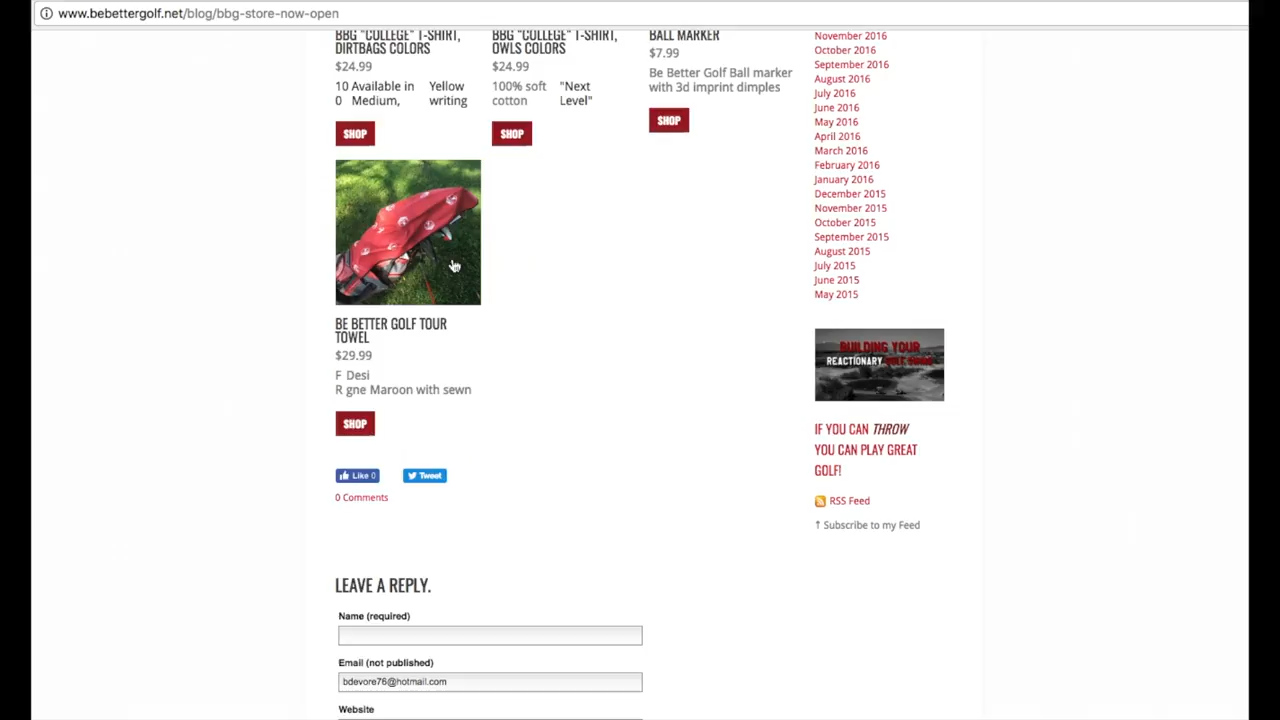 www.bebettergolf.net/blog/bbg-store-now-open
BBG "COLLEGE" T-SHIRT,
DIRTBAGS COLORS
$24.99
10 Available in Yellow
0 Medium, writing
SHOP
BBG "COLLEGE" T-SHIRT,
OWLS COLORS
$24.99
100% soft "Next
cotton Level"
SHOP
BALL MARKER
$7.99
Be Better Golf Ball marker
with 3d imprint dimples
SHOP
BE BETTER GOLF TOUR
TOWEL
$29.99
F Desi
R gne Maroon with sewn
SHOP
Like 0
Tweet
0 Comments
LEAVE A REPLY.
Name (required)
Email (not published)
bdevore76@hotmail.com
Website
November 2016
October 2016
September 2016
August 2016
July 2016
June 2016
May 2016
April 2016
March 2016
February 2016
January 2016
December 2015
November 2015
October 2015
September 2015
August 2015
July 2015
June 2015
May 2015
BUILDING YOUR
REACTIONARY GOLF SWING
IF YOU CAN THROW
YOU CAN PLAY GREAT
GOLF!
RSS Feed
↑ Subscribe to my Feed